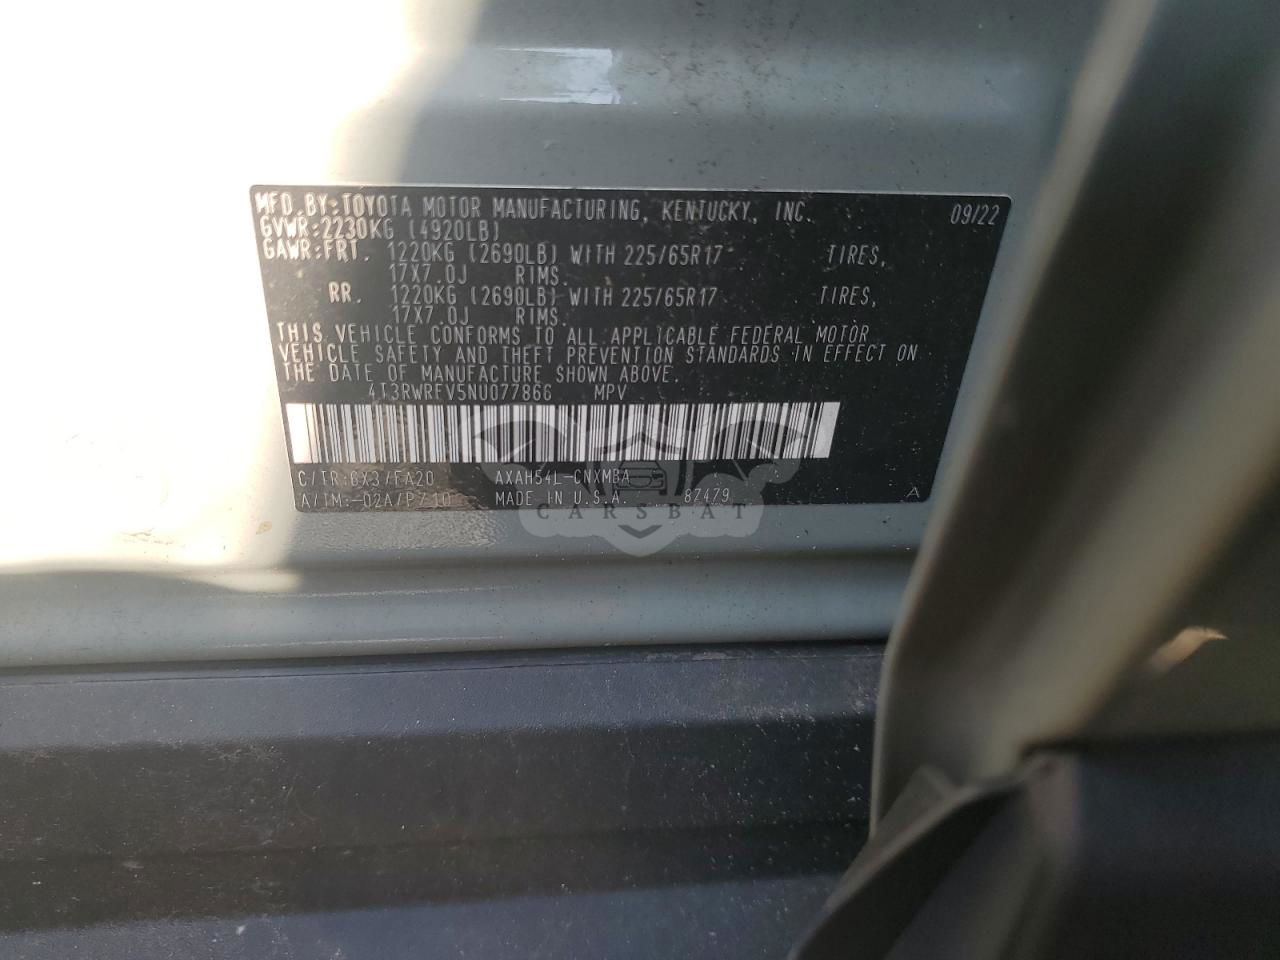 MFD. BY: TOYOTA MOTOR MANUFACTURING, KENTUCKY, INC. 09/22
GVWR: 2230KG (4920LB)
GAWR: FRT. 1220KG (2690LB) WITH 225/65R17 TIRES,
17X7.0J RIMS.
RR. 1220KG (2690LB) WITH 225/65R17 TIRES,
17X7.0J RIMS.
THIS VEHICLE CONFORMS TO ALL APPLICABLE FEDERAL MOTOR
VEHICLE SAFETY AND THEFT PREVENTION STANDARDS IN EFFECT ON
THE DATE OF MANUFACTURE SHOWN ABOVE.
4T3RWRFV5NU077866 MPV
C/TR: 6X3/FA20 AXAH54L-CNXMBA
A/TM: -02A/P710 MADE IN U.S.A. 87479 A
CARSBAT